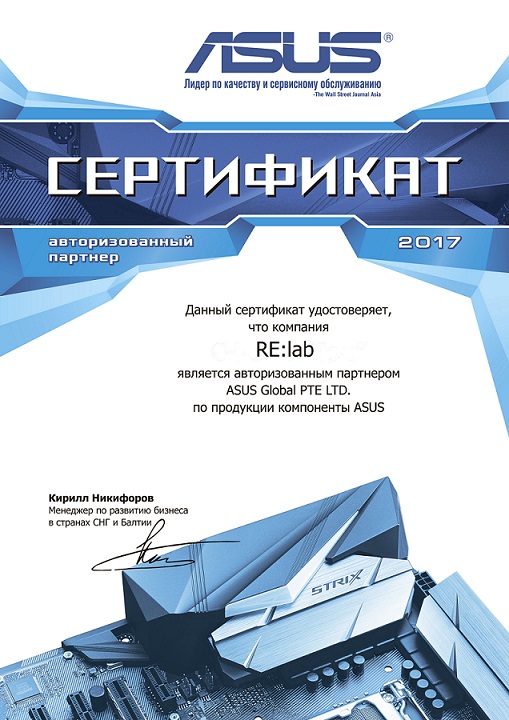 ASUS®
Лидер по качеству и сервисному обслуживанию
-The Wall Street Journal Asia
СЕРТИФИКАТ
авторизованный
партнер
2017
Данный сертификат удостоверяет,
что компания
RE:lab
является авторизованным партнером
ASUS Global PTE LTD.
по продукции компоненты ASUS
Кирилл Никифоров
Менеджер по развитию бизнеса
в странах СНГ и Балтии
STRIX